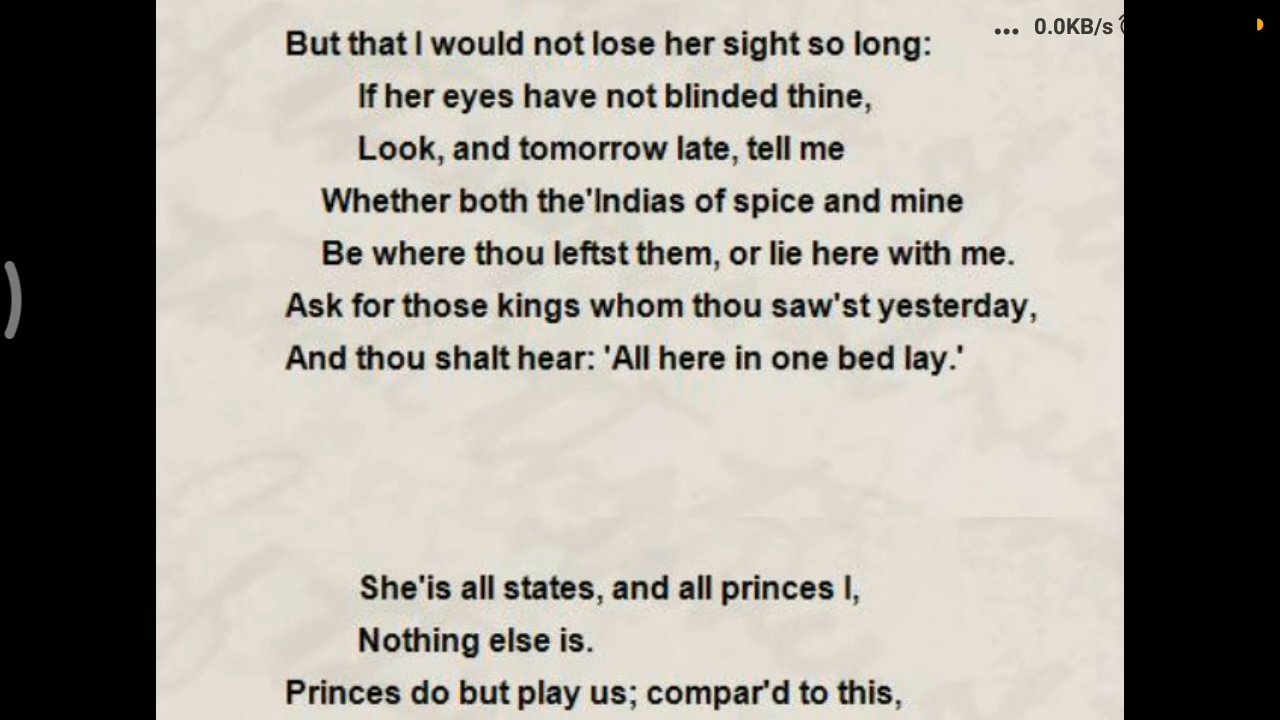 ... 0.0KB/s
But that I would not lose her sight so long:
If her eyes have not blinded thine,
Look, and tomorrow late, tell me
Whether both the'Indias of spice and mine
Be where thou leftst them, or lie here with me.
Ask for those kings whom thou saw'st yesterday,
And thou shalt hear: 'All here in one bed lay.'
She'is all states, and all princes I,
Nothing else is.
Princes do but play us; compar'd to this,